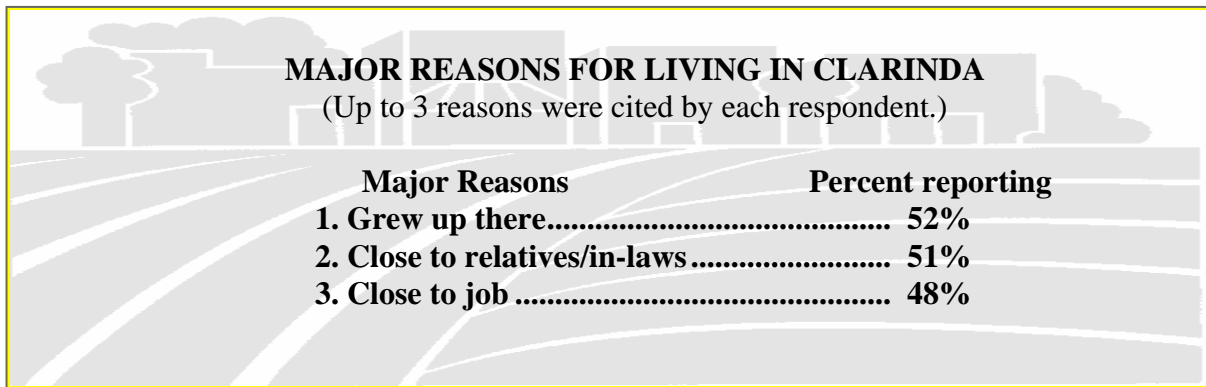 MAJOR REASONS FOR LIVING IN CLARINDA
(Up to 3 reasons were cited by each respondent.)
Major Reasons Percent reporting
1. Grew up there........................................... 52%
2. Close to relatives/in-laws......................... 51%
3. Close to job ............................................... 48%